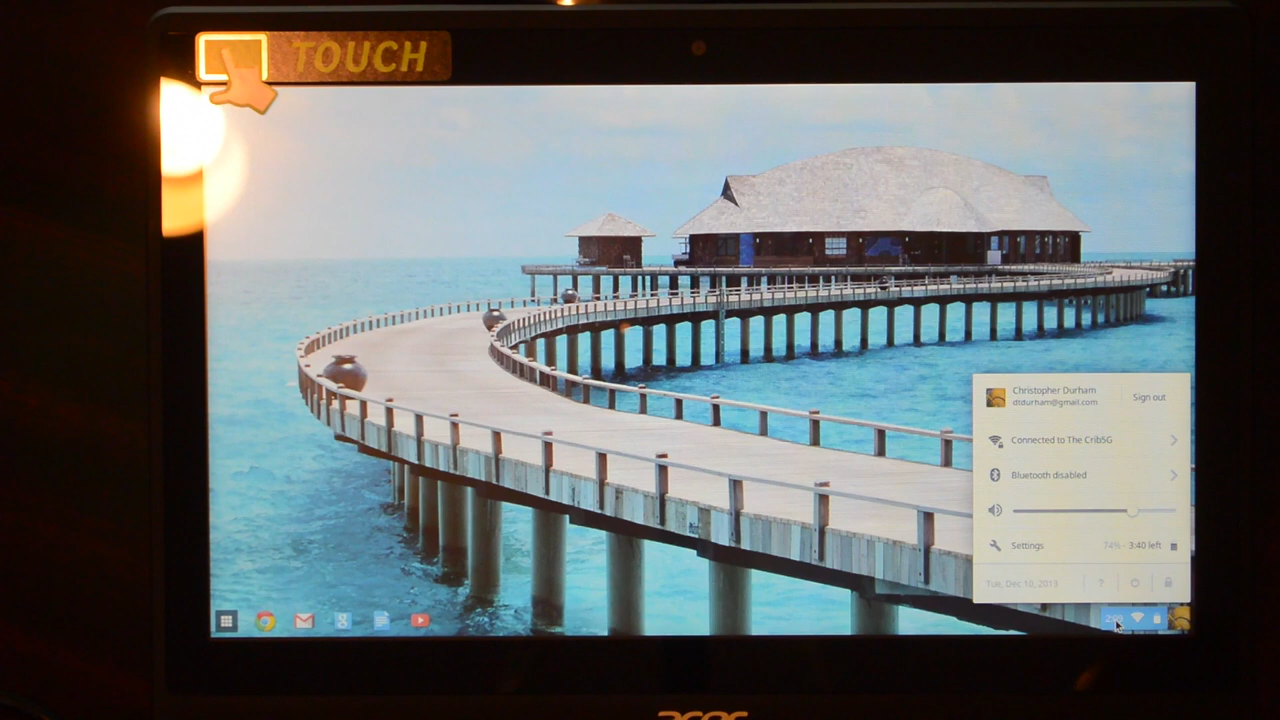 TOUCH
Christopher Durham
dtdurham@gmail.com
Sign out
Connected to The Crib5G
Bluetooth disabled
Settings
74% - 3:40 left
Tue, Dec 10, 2013
?
acer